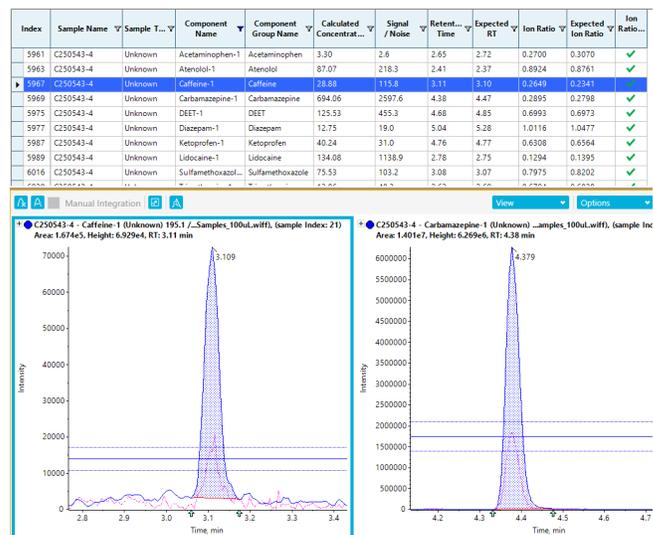 Index Sample Name Sample T... Component Name Component Group Name Calculated Concentrat... Signal / Noise Retent... Time Expected RT Ion Ratio Expected Ion Ratio Ion Ratio...
5961 C250543-4 Unknown Acetaminophen-1 Acetaminophen 3.30 2.6 2.65 2.72 0.2700 0.3070
5963 C250543-4 Unknown Atenolol-1 Atenolol 87.07 218.3 2.41 2.37 0.8924 0.8761
5967 C250543-4 Unknown Caffeine-1 Caffeine 28.88 115.8 3.11 3.10 0.2649 0.2341
5969 C250543-4 Unknown Carbamazepine-1 Carbamazepine 694.06 2597.6 4.38 4.47 0.2895 0.2798
5975 C250543-4 Unknown DEET-1 DEET 125.53 455.3 4.68 4.85 0.6993 0.6973
5977 C250543-4 Unknown Diazepam-1 Diazepam 12.75 19.0 5.04 5.28 1.0116 1.0477
5987 C250543-4 Unknown Ketoprofen-1 Ketoprofen 40.24 31.0 4.76 4.77 0.6308 0.6564
5989 C250543-4 Unknown Lidocaine-1 Lidocaine 134.08 1138.9 2.78 2.75 0.1294 0.1395
6016 C250543-4 Unknown Sulfamethoxazol... Sulfamethoxazole 75.53 103.2 3.08 3.07 0.7975 0.8202
Manual Integration View Options
C250543-4 - Caffeine-1 (Unknown) 195.1 /...Samples_100uL.wiff), (sample Index: 21)
Area: 1.674e5, Height: 6.929e4, RT: 3.11 min
70000
60000
50000
40000
30000
20000
10000
0
Intensity
3.109
2.8 2.9 3.0 3.1 3.2 3.3 3.4
Time, min
C250543-4 - Carbamazepine-1 (Unknown) ...amples_100uL.wiff), (sample Inc
Area: 1.401e7, Height: 6.269e6, RT: 4.38 min
6000000
5500000
5000000
4500000
4000000
3500000
3000000
2500000
2000000
1500000
1000000
500000
0
Intensity
4.379
4.2 4.3 4.4 4.5 4.6 4.7
Time, min